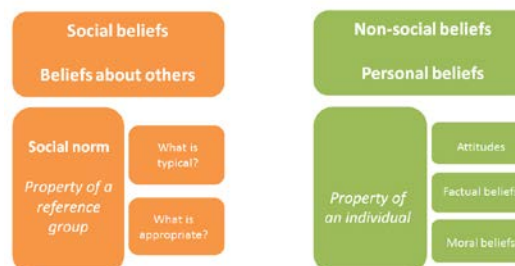 Social beliefs
Beliefs about others
Social norm
Property of a
reference
group
What is
typical?
What is
appropriate?
Non-social beliefs
Personal beliefs
Property of
an individual
Attitudes
Factual beliefs
Moral beliefs